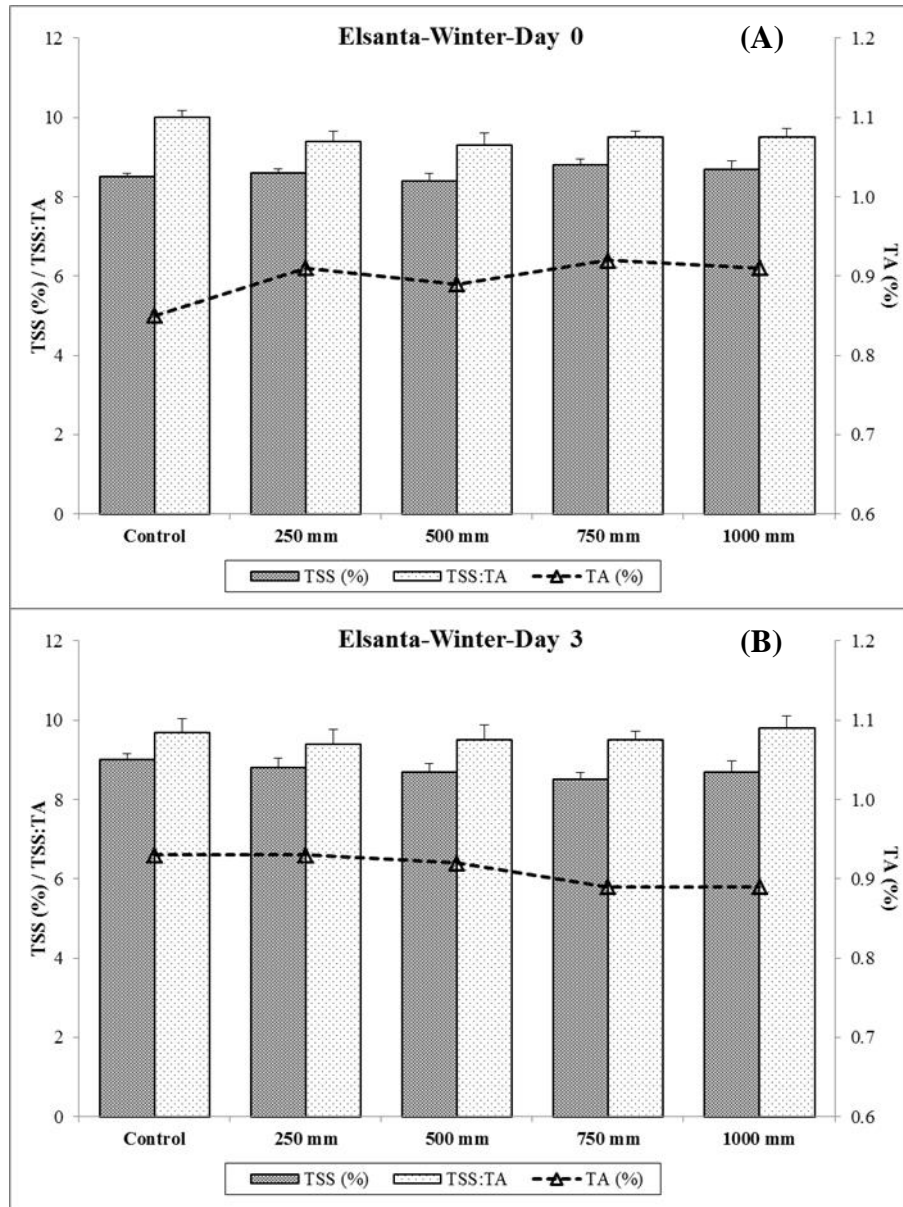 Elsanta-Winter-Day 0
(A)
TSS (%) / TSS:TA
12
10
8
6
4
2
0
1.2
1.1
1.0
0.9
0.8
0.7
0.6
TA (%)
Control 250 mm 500 mm 750 mm 1000 mm
TSS (%) TSS:TA TA (%)
Elsanta-Winter-Day 3
(B)
TSS (%) / TSS:TA
12
10
8
6
4
2
0
1.2
1.1
1.0
0.9
0.8
0.7
0.6
TA (%)
Control 250 mm 500 mm 750 mm 1000 mm
TSS (%) TSS:TA TA (%)